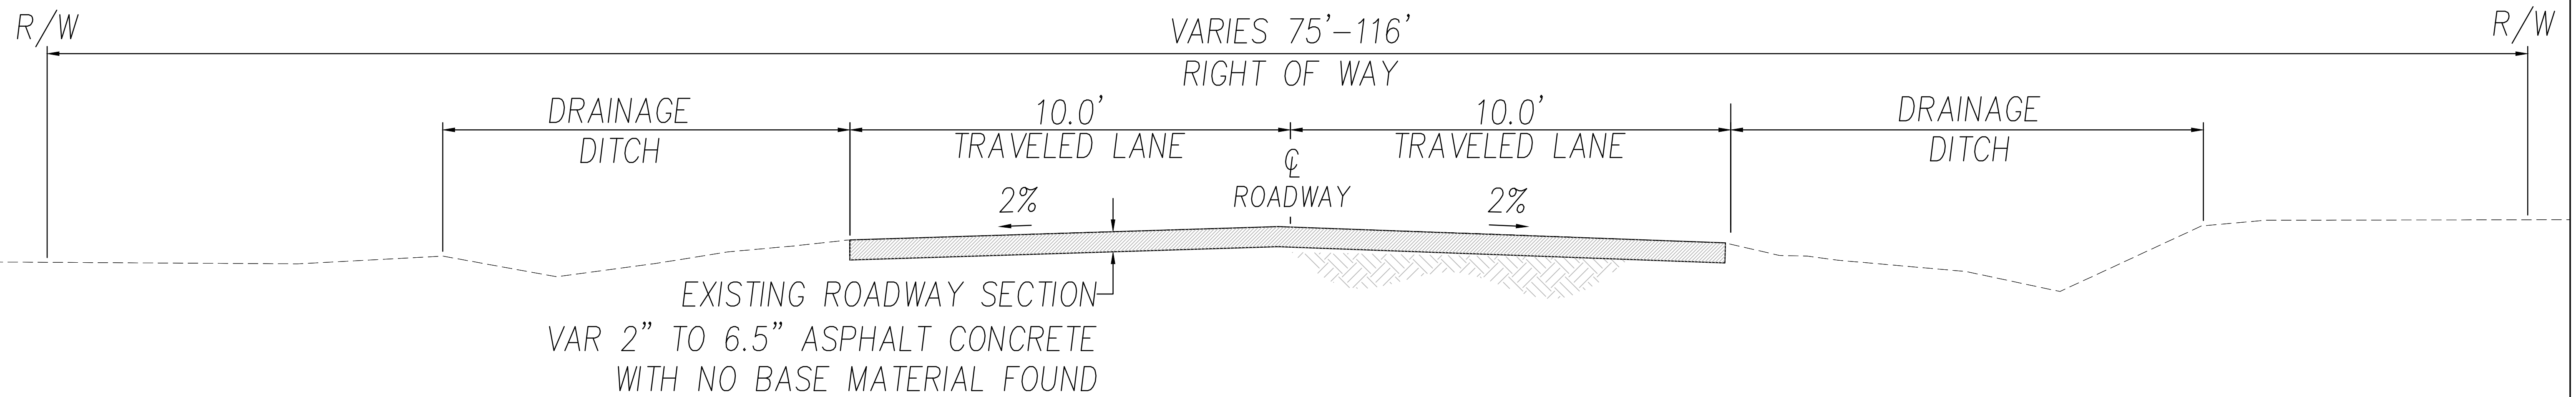 R/W
VARIES 75'-116'
R/W
RIGHT OF WAY
DRAINAGE
DITCH
10.0'
TRAVELED LANE
10.0'
TRAVELED LANE
DRAINAGE
DITCH
℄
ROADWAY
2%
2%
EXISTING ROADWAY SECTION
VAR 2" TO 6.5" ASPHALT CONCRETE
WITH NO BASE MATERIAL FOUND